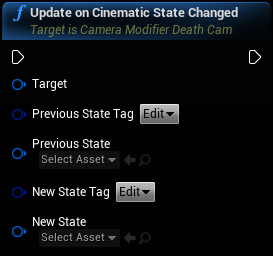 f Update on Cinematic State Changed
Target is Camera Modifier Death Cam
Target
Previous State Tag Edit
Previous State
Select Asset
New State Tag Edit
New State
Select Asset